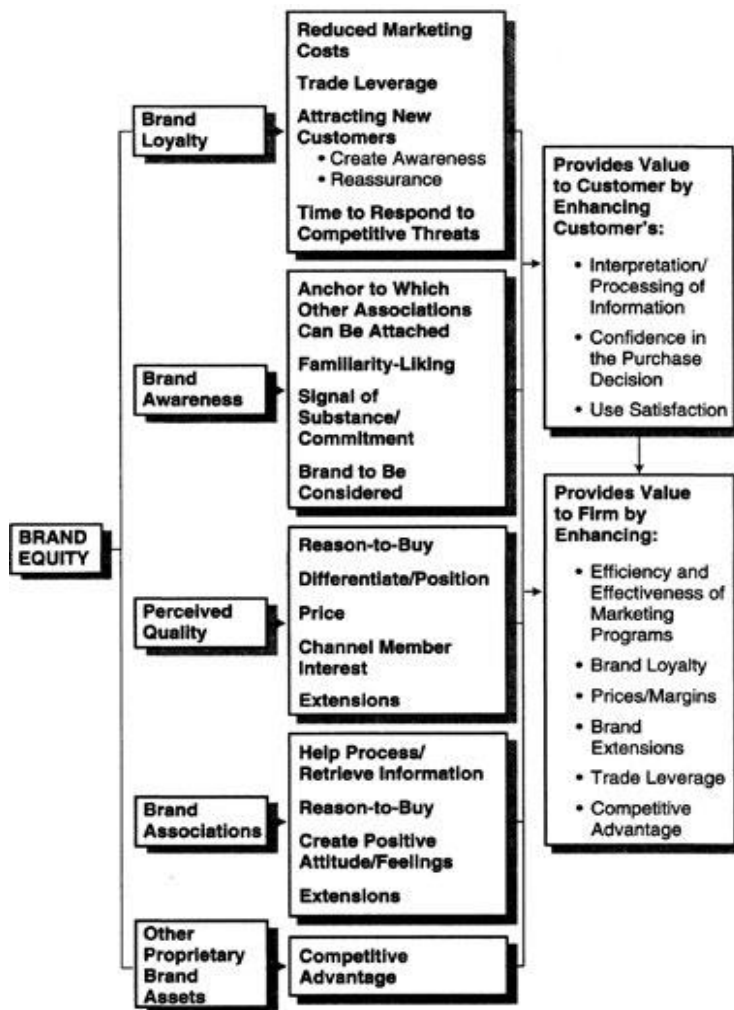 BRAND
EQUITY
Brand
Loyalty
Reduced Marketing
Costs
Trade Leverage
Attracting New
Customers
• Create Awareness
• Reassurance
Time to Respond to
Competitive Threats
Brand
Awareness
Anchor to Which
Other Associations
Can Be Attached
Familiarity-Liking
Signal of
Substance/
Commitment
Brand to Be
Considered
Perceived
Quality
Reason-to-Buy
Differentiate/Position
Price
Channel Member
Interest
Extensions
Brand
Associations
Help Process/
Retrieve Information
Reason-to-Buy
Create Positive
Attitude/Feelings
Extensions
Other
Proprietary
Brand
Assets
Competitive
Advantage
Provides Value
to Customer by
Enhancing
Customer's:
• Interpretation/
Processing of
Information
• Confidence in
the Purchase
Decision
• Use Satisfaction
Provides Value
to Firm by
Enhancing:
• Efficiency and
Effectiveness of
Marketing
Programs
• Brand Loyalty
• Prices/Margins
• Brand
Extensions
• Trade Leverage
• Competitive
Advantage